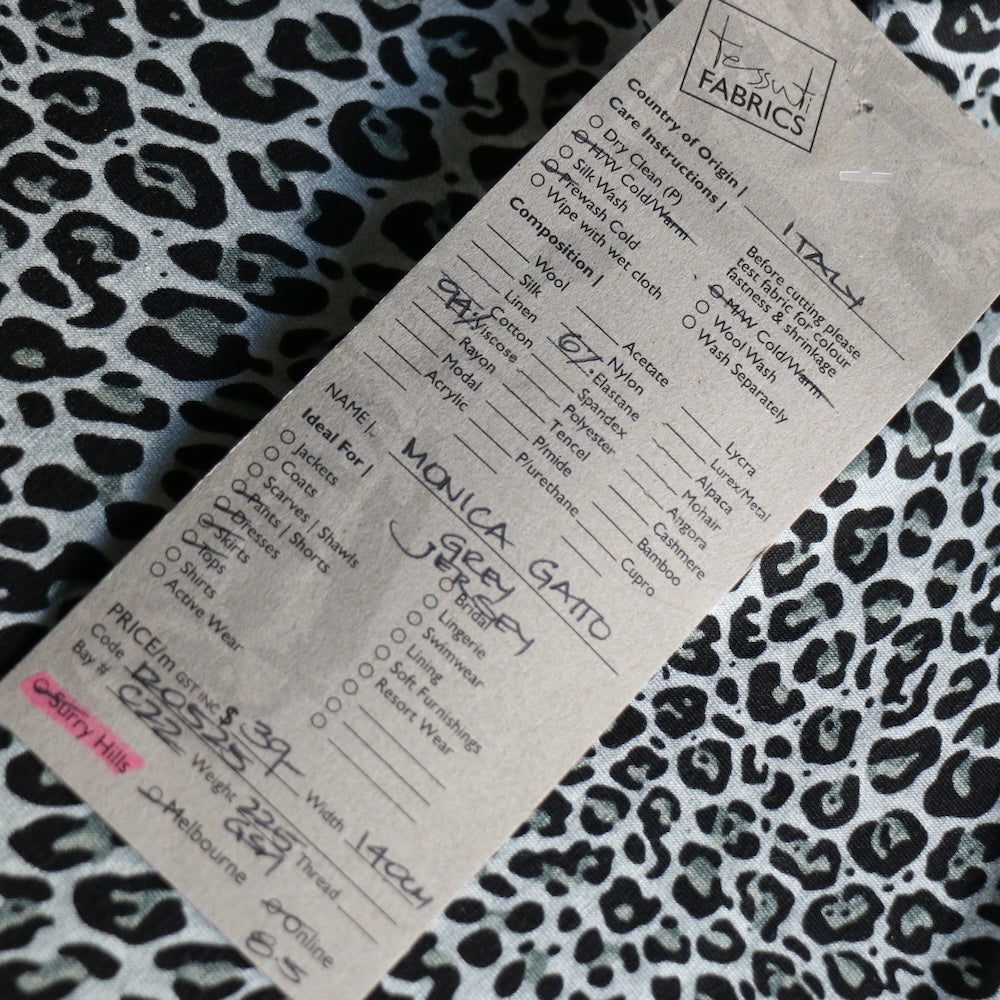 tessuti
FABRICS
Country of Origin | ITALY
Care Instructions |
Dry Clean (P)
H/W Cold/Warm
Silk Wash
Prewash Cold
Wipe with wet cloth
Before cutting please
test fabric for colour
fastness & shrinkage
M/W Cold/Warm
Wool Wash
Wash Separately
Composition |
Wool
Silk
Linen
Cotton
94% Viscose
Rayon
Modal
Acrylic
Acetate
Nylon
6% Elastane
Spandex
Polyester
Tencel
P/mide
P/urethane
Lycra
Lurex/Metal
Alpaca
Mohair
Angora
Cashmere
Bamboo
Cupro
NAME | MONICA GATTO
GREY
JERSEY
Ideal For |
Jackets
Coats
Scarves | Shawls
Pants | Shorts
Dresses
Skirts
Tops
Shirts
Active Wear
Bridal
Lingerie
Swimwear
Lining
Soft Furnishings
Resort Wear
PRICE/m GST INC $ 39
Code
Bay # C22 Weight 225 GSM
Width 140cm
Thread
Surry Hills
Melbourne
Online
8.5